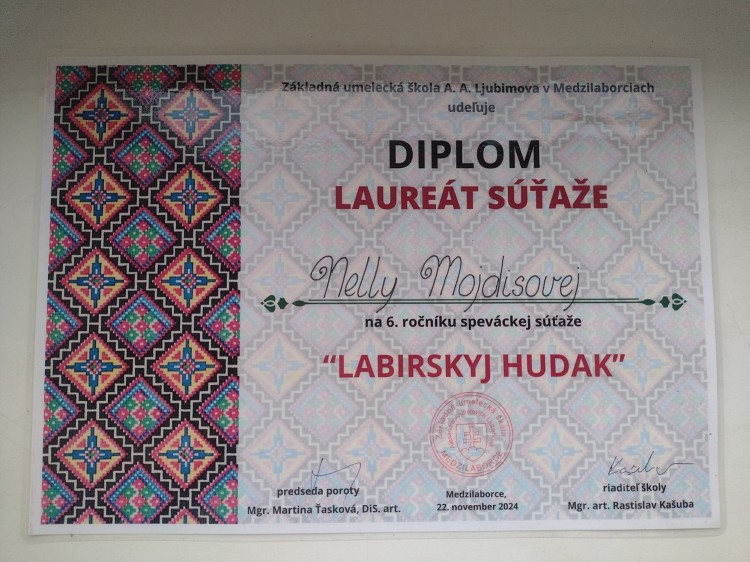 Základná umelecká škola A. A. Ljubimova v Medzilaborciach
udeľuje
DIPLOM
LAUREÁT SÚŤAŽE
Nelly Mojdisovej
na 6. ročníku speváckej súťaže
“LABIRSKYJ HUDAK”
Základná umelecká škola
MEDZILABORCE
predseda poroty
Mgr. Martina Ťasková, DiS. art.
Medzilaborce,
22. november 2024
riaditeľ školy
Mgr. art. Rastislav Kašuba